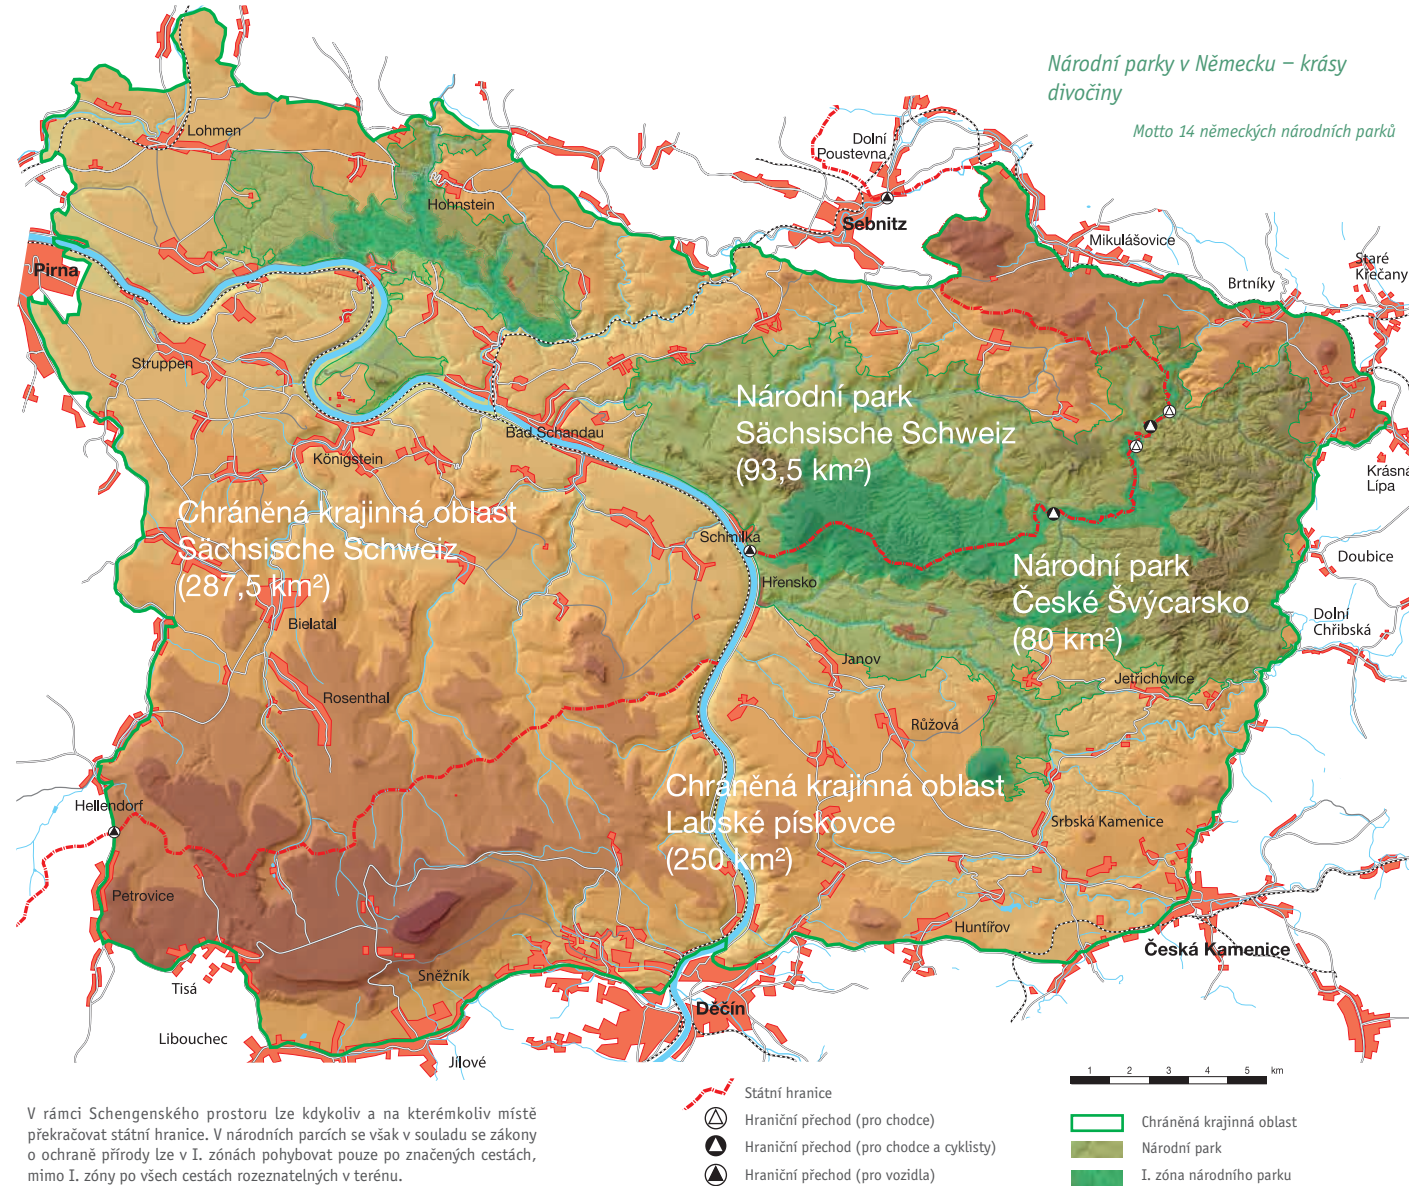 Národní parky v Německu – krásy
divočiny
Motto 14 německých národních parků
Lohmen
Dolní
Poustevna
Hohnstein
Sebnitz
Mikulášovice
Staré
Křečany
Brtníky
Pirna
Struppen
Národní park
Sächsische Schweiz
(93,5 km²)
Bad Schandau
Königstein
Krásná
Lípa
Chráněná krajinná oblast
Sächsische Schweiz
(287,5 km²)
Schmilka
Doubice
Hřensko
Národní park
České Švýcarsko
(80 km²)
Bielatal
Dolní
Chřibská
Janov
Jetřichovice
Rosenthal
Růžová
Chráněná krajinná oblast
Labské pískovce
(250 km²)
Hellendorf
Srbská Kamenice
Petrovice
Huntířov
Česká Kamenice
Sněžník
Tisá
Děčín
Libouchec
Jílové
1 2 3 4 5 km
V rámci Schengenského prostoru lze kdykoliv a na kterémkoliv místě
překračovat státní hranice. V národních parcích se však v souladu se zákony
o ochraně přírody lze v I. zónách pohybovat pouze po značených cestách,
mimo I. zóny po všech cestách rozeznatelných v terénu.
Státní hranice
Hraniční přechod (pro chodce)
Hraniční přechod (pro chodce a cyklisty)
Hraniční přechod (pro vozidla)
Chráněná krajinná oblast
Národní park
I. zóna národního parku